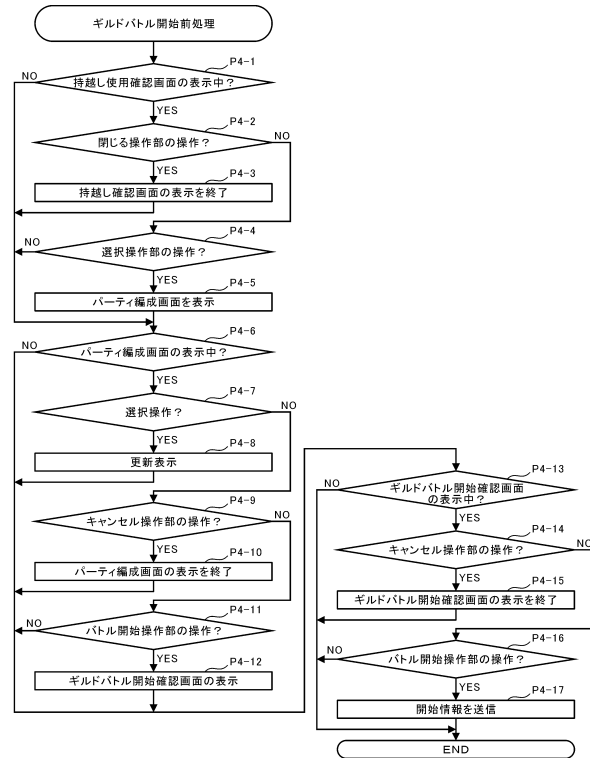 ギルドバトル開始前処理
P4-1
NO
持越し使用確認画面の表示中？
YES
P4-2
NO
閉じる操作部の操作？
YES
P4-3
持越し確認画面の表示を終了
P4-4
NO
選択操作部の操作？
YES
P4-5
パーティ編成画面を表示
P4-6
NO
パーティ編成画面の表示中？
YES
P4-7
NO
選択操作？
YES
P4-8
更新表示
P4-9
キャンセル操作部の操作？
NO
YES
P4-10
パーティ編成画面の表示を終了
P4-11
NO
バトル開始操作部の操作？
YES
P4-12
ギルドバトル開始確認画面の表示
P4-13
NO
ギルドバトル開始確認画面
の表示中？
YES
P4-14
キャンセル操作部の操作？
NO
YES
P4-15
ギルドバトル開始確認画面の表示を終了
P4-16
NO
バトル開始操作部の操作？
YES
P4-17
開始情報を送信
END